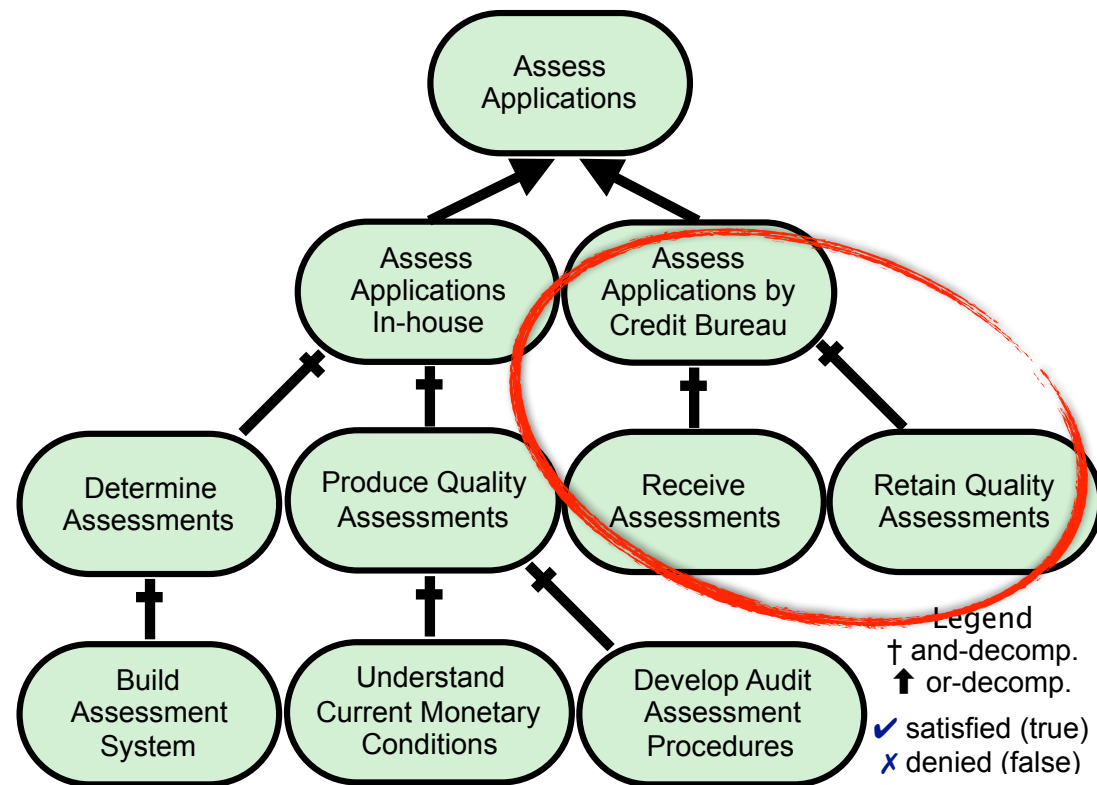 Assess
Applications
Assess
Applications
In-house
Assess
Applications by
Credit Bureau
Determine
Assessments
Produce Quality
Assessments
Receive
Assessments
Retain Quality
Assessments
Build
Assessment
System
Understand
Current Monetary
Conditions
Develop Audit
Assessment
Procedures
Legend
† and-decomp.
⬆ or-decomp.
✔ satisfied (true)
✗ denied (false)